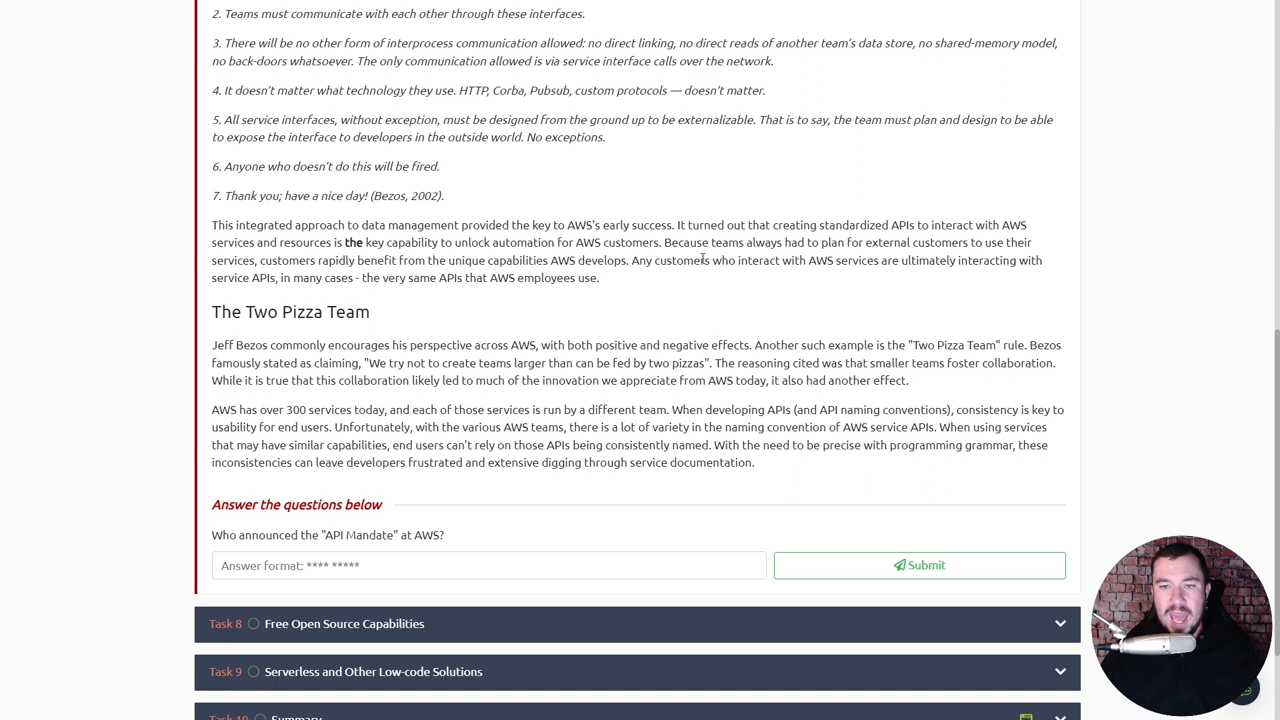 2. Teams must communicate with each other through these interfaces.
3. There will be no other form of interprocess communication allowed: no direct linking, no direct reads of another team’s data store, no shared-memory model,
no back-doors whatsoever. The only communication allowed is via service interface calls over the network.
4. It doesn’t matter what technology they use. HTTP, Corba, Pubsub, custom protocols — doesn’t matter.
5. All service interfaces, without exception, must be designed from the ground up to be externalizable. That is to say, the team must plan and design to be able
to expose the interface to developers in the outside world. No exceptions.
6. Anyone who doesn’t do this will be fired.
7. Thank you; have a nice day! (Bezos, 2002).
This integrated approach to data management provided the key to AWS's early success. It turned out that creating standardized APIs to interact with AWS
services and resources is the key capability to unlock automation for AWS customers. Because teams always had to plan for external customers to use their
services, customers rapidly benefit from the unique capabilities AWS develops. Any customers who interact with AWS services are ultimately interacting with
service APIs, in many cases - the very same APIs that AWS employees use.
The Two Pizza Team
Jeff Bezos commonly encourages his perspective across AWS, with both positive and negative effects. Another such example is the "Two Pizza Team" rule. Bezos
famously stated as claiming, "We try not to create teams larger than can be fed by two pizzas". The reasoning cited was that smaller teams foster collaboration.
While it is true that this collaboration likely led to much of the innovation we appreciate from AWS today, it also had another effect.
AWS has over 300 services today, and each of those services is run by a different team. When developing APIs (and API naming conventions), consistency is key to
usability for end users. Unfortunately, with the various AWS teams, there is a lot of variety in the naming convention of AWS service APIs. When using services
that may have similar capabilities, end users can't rely on those APIs being consistently named. With the need to be precise with programming grammar, these
inconsistencies can leave developers frustrated and extensive digging through service documentation.
Answer the questions below
Who announced the "API Mandate" at AWS?
Answer format: **** *****
Submit
Task 8 Free Open Source Capabilities
Task 9 Serverless and Other Low-code Solutions
Task 10 Summary